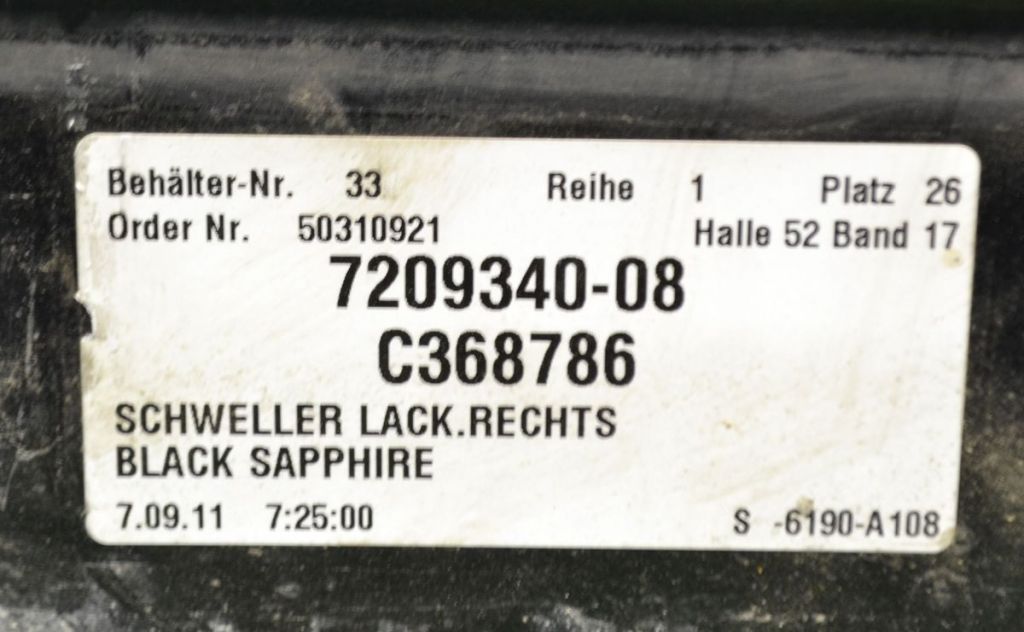 Behälter-Nr. 33 Reihe 1 Platz 26
Order Nr. 50310921 Halle 52 Band 17
7209340-08
C368786
SCHWELLER LACK.RECHTS
BLACK SAPPHIRE
7.09.11 7:25:00 S -6190-A108